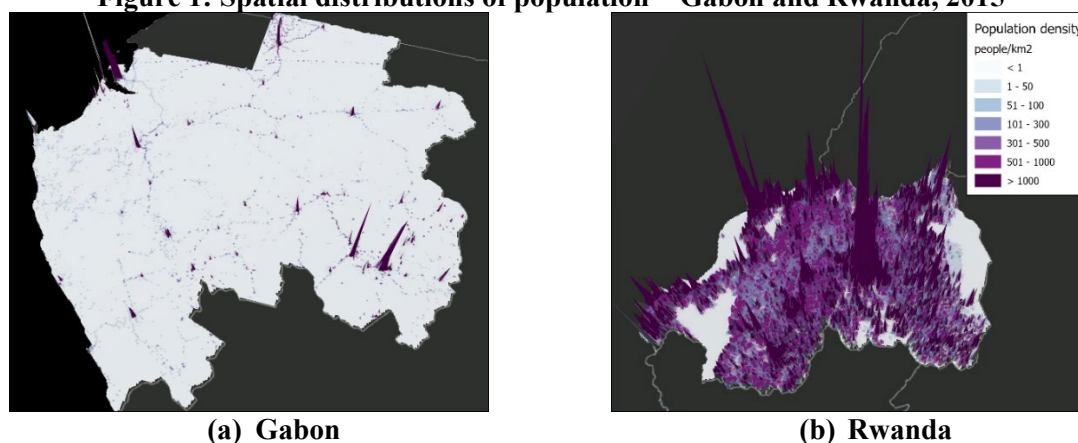 Figure 1: Spatial distributions of population – Gabon and Rwanda, 2015
Population density
people/km2
< 1
1 - 50
51 - 100
101 - 300
301 - 500
501 - 1000
> 1000
(a) Gabon
(b) Rwanda